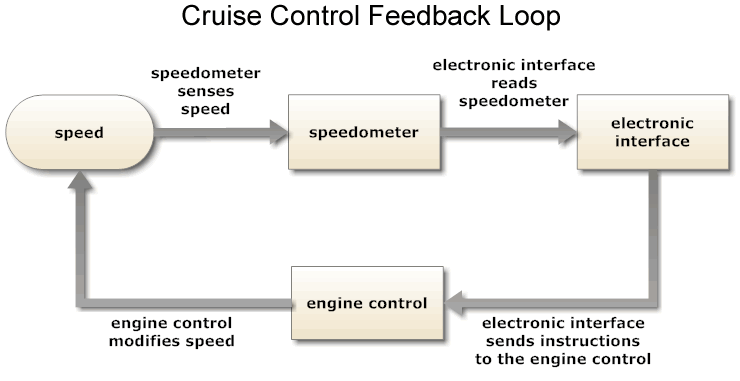 Cruise Control Feedback Loop
speedometer
senses
speed
electronic interface
reads
speedometer
speed
speedometer
electronic
interface
engine control
engine control
modifies speed
electronic interface
sends instructions
to the engine control